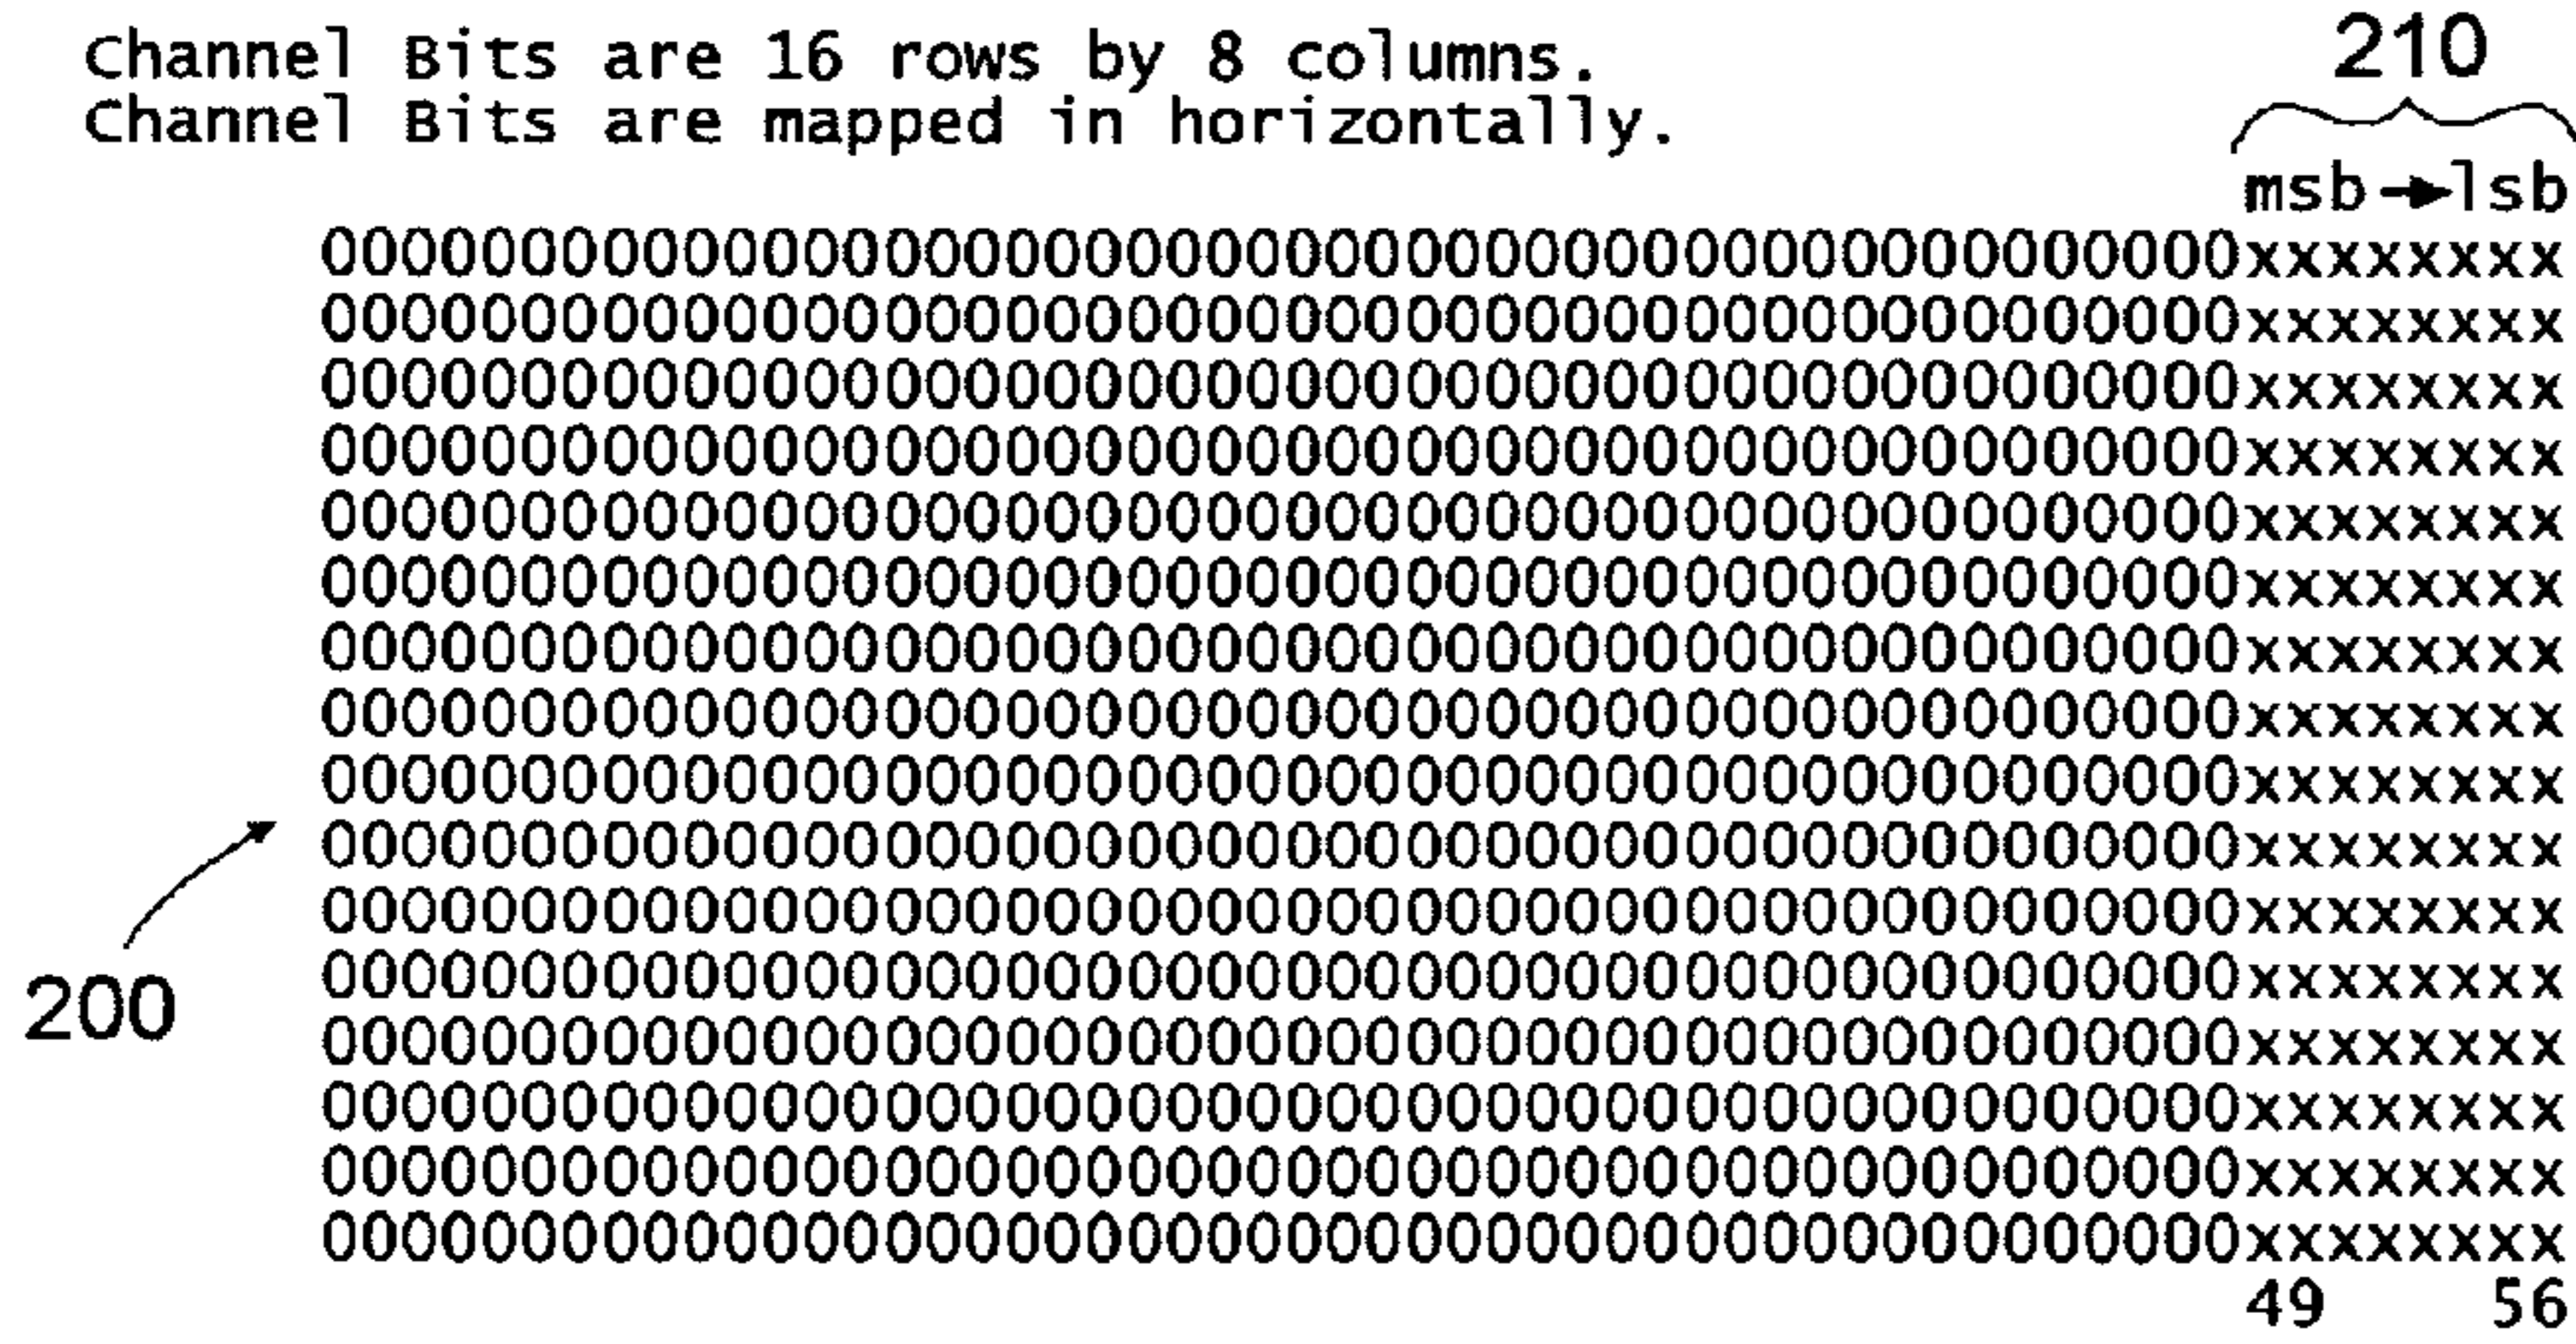 Channel Bits are 16 rows by 8 columns.
210
Channel Bits are mapped in horizontally.
msb→lsb
000000000000000000000000000000000000000000000000xxxxxxxx
000000000000000000000000000000000000000000000000xxxxxxxx
000000000000000000000000000000000000000000000000xxxxxxxx
000000000000000000000000000000000000000000000000xxxxxxxx
000000000000000000000000000000000000000000000000xxxxxxxx
000000000000000000000000000000000000000000000000xxxxxxxx
000000000000000000000000000000000000000000000000xxxxxxxx
000000000000000000000000000000000000000000000000xxxxxxxx
000000000000000000000000000000000000000000000000xxxxxxxx
000000000000000000000000000000000000000000000000xxxxxxxx
000000000000000000000000000000000000000000000000xxxxxxxx
000000000000000000000000000000000000000000000000xxxxxxxx
200
000000000000000000000000000000000000000000000000xxxxxxxx
000000000000000000000000000000000000000000000000xxxxxxxx
000000000000000000000000000000000000000000000000xxxxxxxx
000000000000000000000000000000000000000000000000xxxxxxxx
49 56